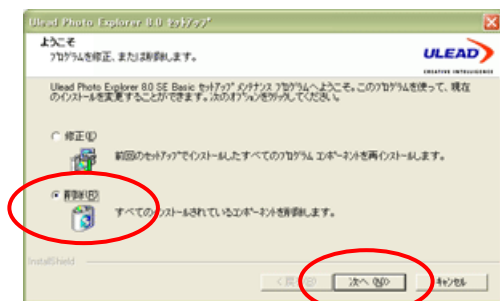 Ulead Photo Explorer 8.0 ｾｯﾄｱｯﾌﾟ
ようこそ
ﾌﾟﾛｸﾞﾗﾑを修正、または削除します。
ULEAD
CREATIVE INTELLIGENCE
Ulead Photo Explorer 8.0 SE Basic ｾｯﾄｱｯﾌﾟ ﾒﾝﾃﾅﾝｽ ﾌﾟﾛｸﾞﾗﾑへようこそ。このﾌﾟﾛｸﾞﾗﾑを使って、現在
のｲﾝｽﾄｰﾙを変更することができます。次のｵﾌﾟｼｮﾝをｸﾘｯｸしてください。
修正(I)
前回のｾｯﾄｱｯﾌﾟでｲﾝｽﾄｰﾙしたすべてのﾌﾟﾛｸﾞﾗﾑ ｺﾝﾎﾟｰﾈﾝﾄを再ｲﾝｽﾄｰﾙします。
削除(R)
すべてのｲﾝｽﾄｰﾙされているｺﾝﾎﾟｰﾈﾝﾄを削除します。
InstallShield
< 戻る(B) 次へ (N)> ｷｬﾝｾﾙ